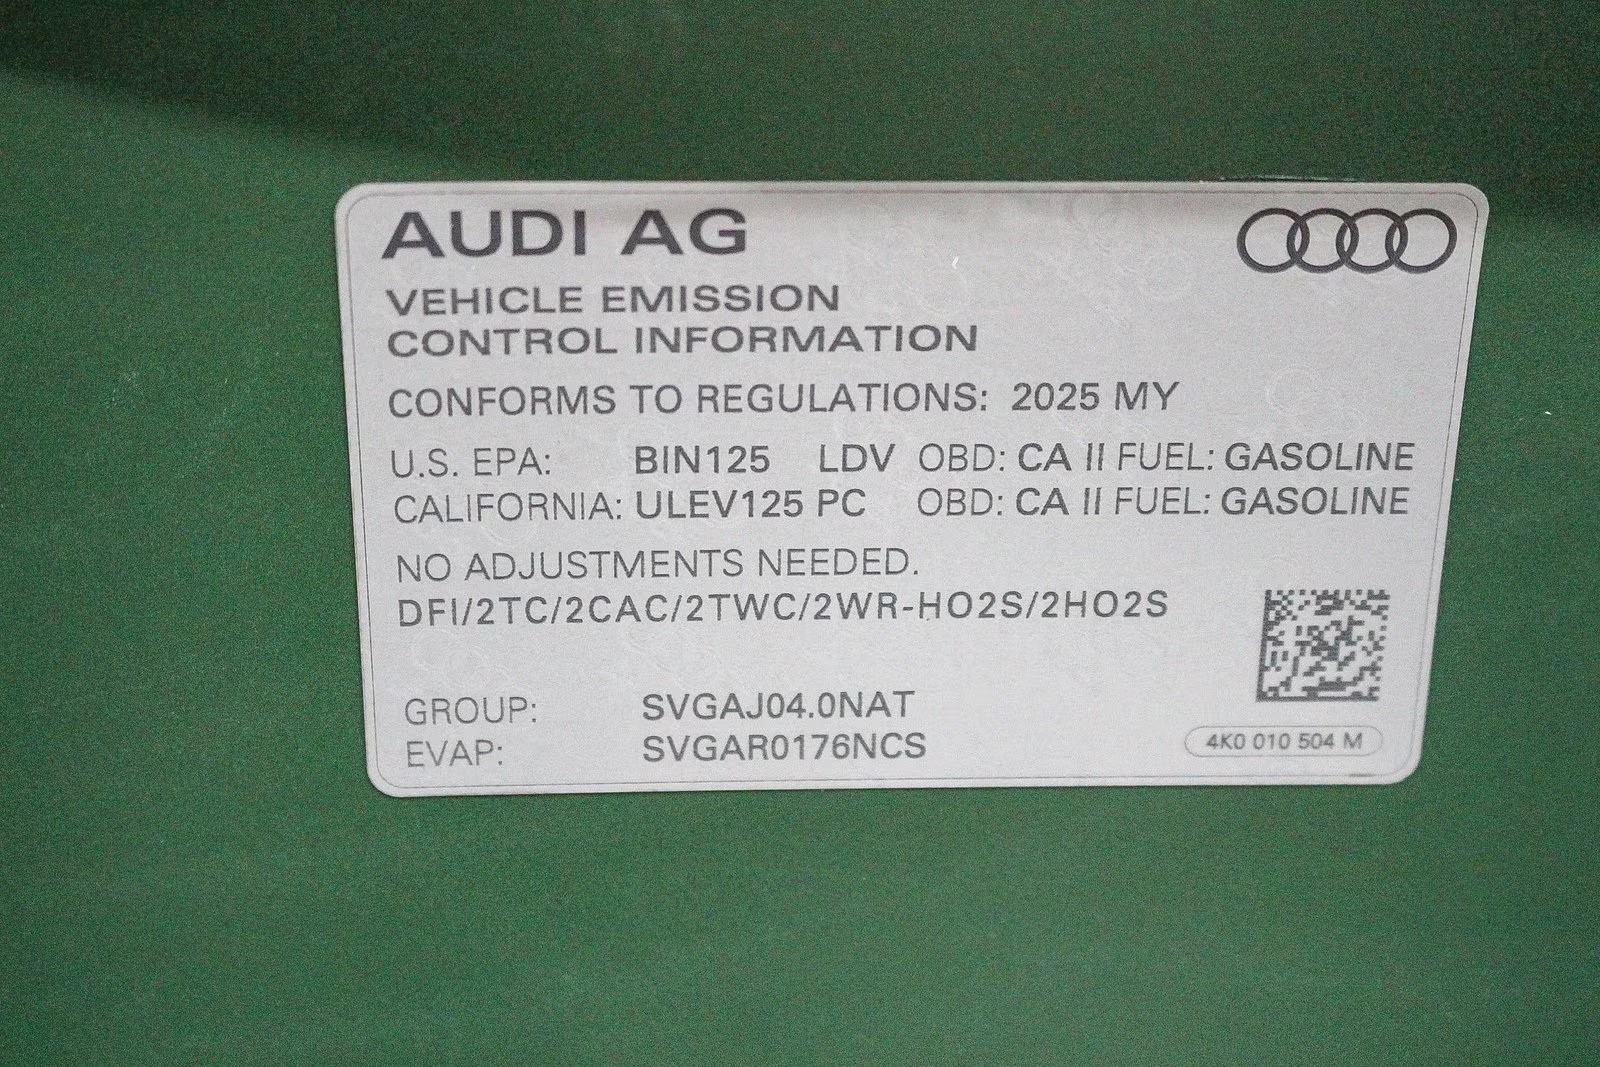 AUDI AG
VEHICLE EMISSION
CONTROL INFORMATION
CONFORMS TO REGULATIONS: 2025 MY
U.S. EPA: BIN125 LDV OBD: CA II FUEL: GASOLINE
CALIFORNIA: ULEV125 PC OBD: CA II FUEL: GASOLINE
NO ADJUSTMENTS NEEDED.
DFI/2TC/2CAC/2TWC/2WR-HO2S/2HO2S
GROUP: SVGAJ04.0NAT
EVAP: SVGAR0176NCS
4K0 010 504 M